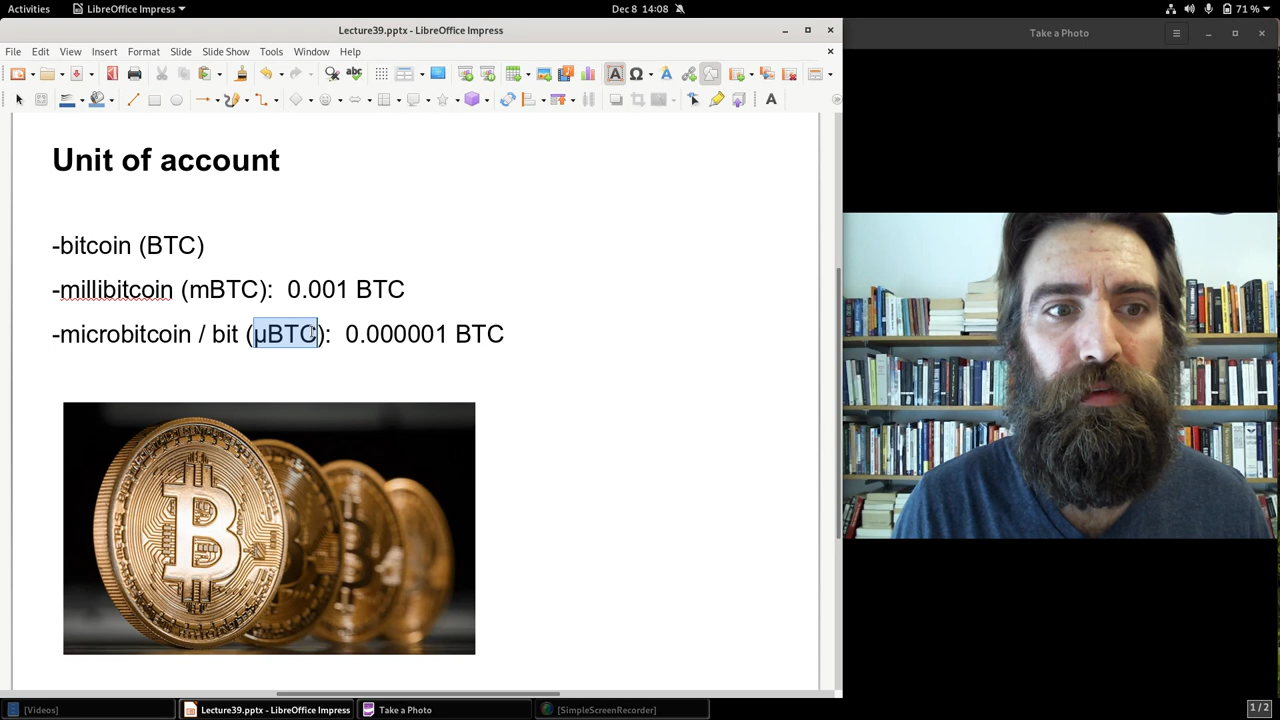 Activities LibreOffice Impress Dec 8 14:08 71 %
Lecture39.pptx - LibreOffice Impress
Take a Photo
File Edit View Insert Format Slide Slide Show Tools Window Help
Unit of account
-bitcoin (BTC)
-millibitcoin (mBTC):  0.001 BTC
-microbitcoin / bit (µBTC):  0.000001 BTC
[Videos] Lecture39.pptx - LibreOffice Impress Take a Photo [SimpleScreenRecorder] 1 / 2